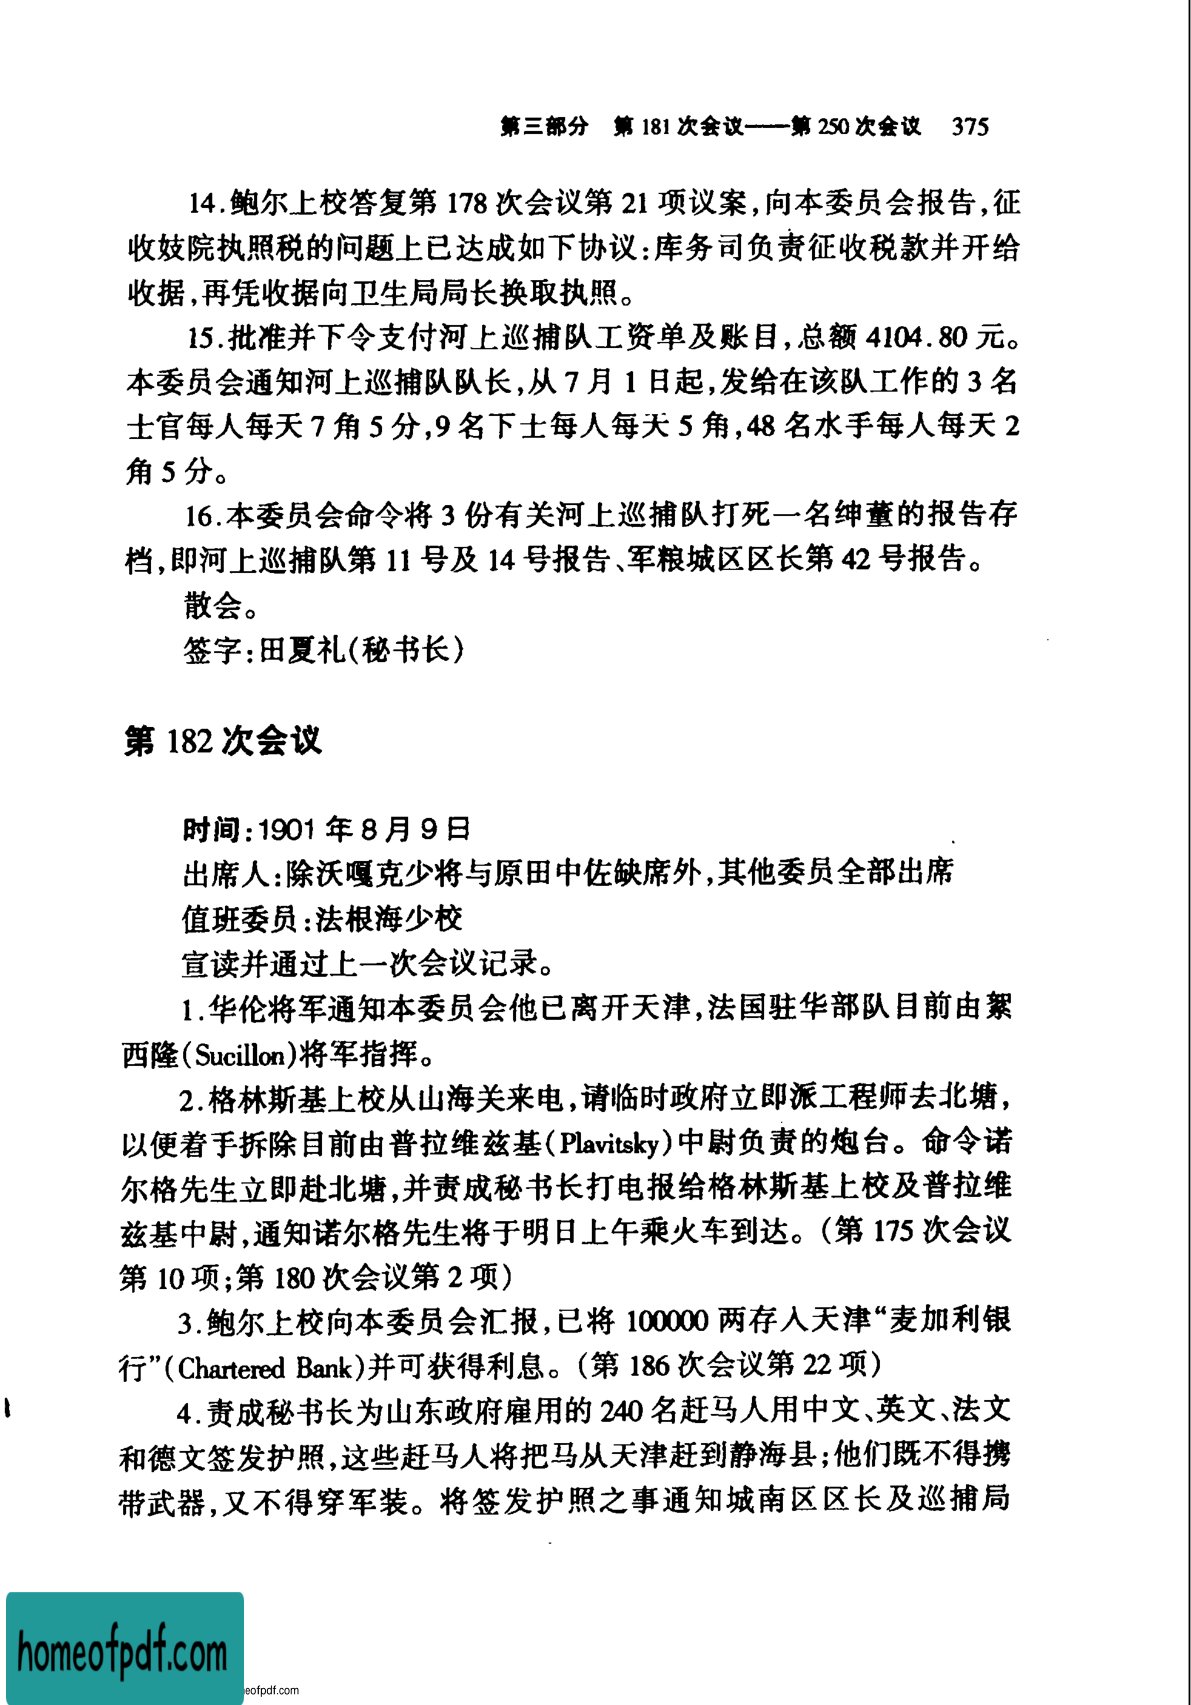 第三部分　第 181 次会议——第 250 次会议　375
14.鲍尔上校答复第 178 次会议第 21 项议案,向本委员会报告,征
收妓院执照税的问题上已达成如下协议:库务司负责征收税款并开给
收据,再凭收据向卫生局局长换取执照。
15.批准并下令支付河上巡捕队工资单及账目,总额 4104.80 元。
本委员会通知河上巡捕队队长,从 7 月 1 日起,发给在该队工作的 3 名
士官每人每天 7 角 5 分,9 名下士每人每天 5 角,48 名水手每人每天 2
角 5 分。
16.本委员会命令将 3 份有关河上巡捕队打死一名绅董的报告存
档,即河上巡捕队第 11 号及 14 号报告、军粮城区区长第 42 号报告。
散会。
签字:田夏礼(秘书长)
第 182 次会议
时间:1901 年 8 月 9 日
出席人:除沃嘎克少将与原田中佐缺席外,其他委员全部出席
值班委员:法根海少校
宣读并通过上一次会议记录。
1.华伦将军通知本委员会他已离开天津,法国驻华部队目前由絮
西隆(Sucillon)将军指挥。
2.格林斯基上校从山海关来电,请临时政府立即派工程师去北塘,
以便着手拆除目前由普拉维兹基(Plavitsky)中尉负责的炮台。命令诺
尔格先生立即赴北塘,并责成秘书长打电报给格林斯基上校及普拉维
兹基中尉,通知诺尔格先生将于明日上午乘火车到达。(第 175 次会议
第 10 项;第 180 次会议第 2 项)
3.鲍尔上校向本委员会汇报,已将 100000 两存入天津“麦加利银
行”(Chartered Bank)并可获得利息。(第 186 次会议第 22 项)
4.责成秘书长为山东政府雇用的 240 名赶马人用中文、英文、法文
和德文签发护照,这些赶马人将把马从天津赶到静海县;他们既不得携
带武器,又不得穿军装。将签发护照之事通知城南区区长及巡捕局
homeofpdf.com
eofpdf.com